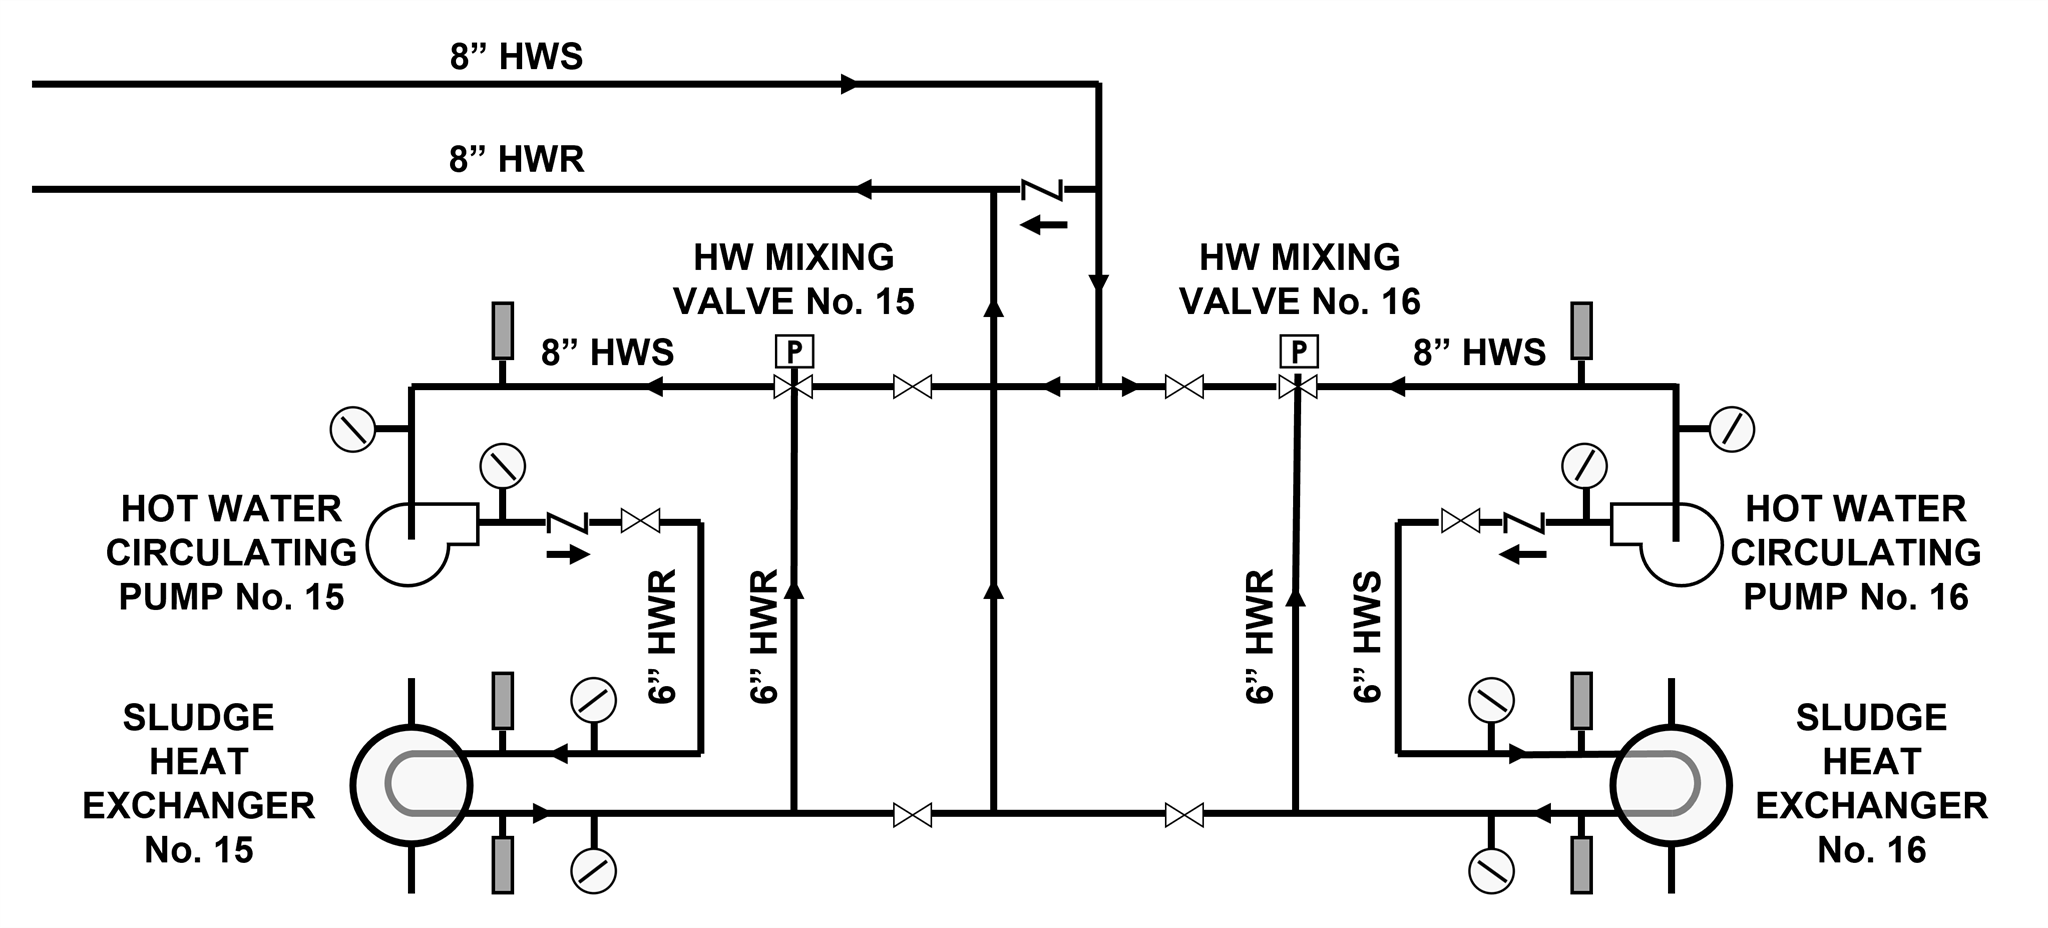 8” HWS
8” HWR
HW MIXING
VALVE No. 15
HW MIXING
VALVE No. 16
8” HWS
P
P
8” HWS
HOT WATER
CIRCULATING
PUMP No. 15
HOT WATER
CIRCULATING
PUMP No. 16
6” HWR
6” HWR
6” HWR
6” HWS
SLUDGE
HEAT
EXCHANGER
No. 15
SLUDGE
HEAT
EXCHANGER
No. 16